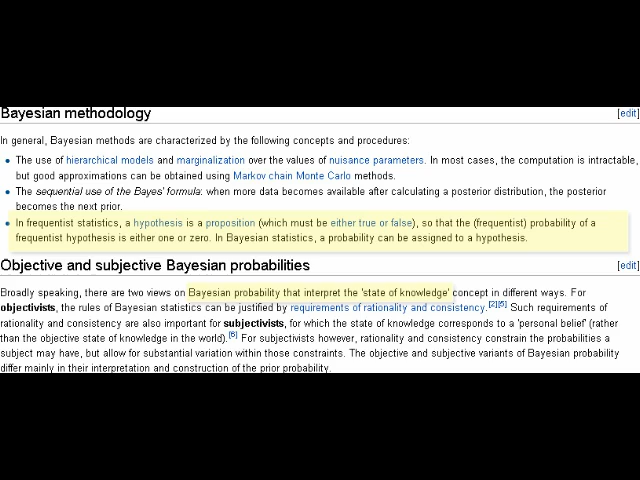 Bayesian methodology [edit]
In general, Bayesian methods are characterized by the following concepts and procedures:
• The use of hierarchical models and marginalization over the values of nuisance parameters. In most cases, the computation is intractable,
but good approximations can be obtained using Markov chain Monte Carlo methods.
• The sequential use of the Bayes' formula: when more data becomes available after calculating a posterior distribution, the posterior
becomes the next prior.
• In frequentist statistics, a hypothesis is a proposition (which must be either true or false), so that the (frequentist) probability of a
frequentist hypothesis is either one or zero. In Bayesian statistics, a probability can be assigned to a hypothesis.
Objective and subjective Bayesian probabilities [edit]
Broadly speaking, there are two views on Bayesian probability that interpret the 'state of knowledge' concept in different ways. For
objectivists, the rules of Bayesian statistics can be justified by requirements of rationality and consistency.[2][5] Such requirements of
rationality and consistency are also important for subjectivists, for which the state of knowledge corresponds to a 'personal belief' (rather
than the objective state of knowledge in the world).[6] For subjectivists however, rationality and consistency constrain the probabilities a
subject may have, but allow for substantial variation within those constraints. The objective and subjective variants of Bayesian probability
differ mainly in their interpretation and construction of the prior probability.